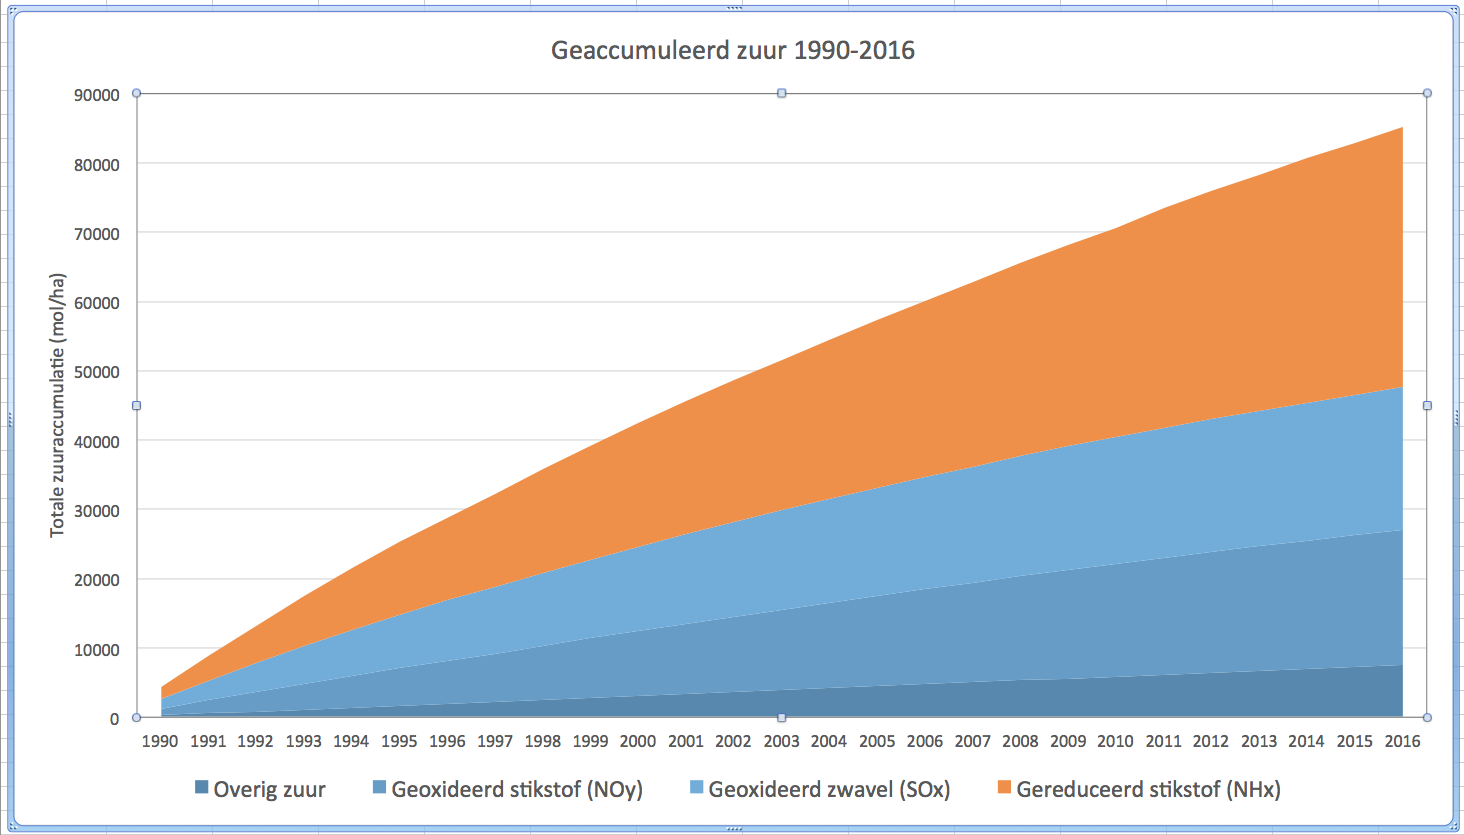 Geaccumuleerd zuur 1990-2016
Totale zuuraccumulatie (mol/ha)
90000
80000
70000
60000
50000
40000
30000
20000
10000
0
1990 1991 1992 1993 1994 1995 1996 1997 1998 1999 2000 2001 2002 2003 2004 2005 2006 2007 2008 2009 2010 2011 2012 2013 2014 2015 2016
Overig zuur Geoxideerd stikstof (NOy) Geoxideerd zwavel (SOx) Gereduceerd stikstof (NHx)